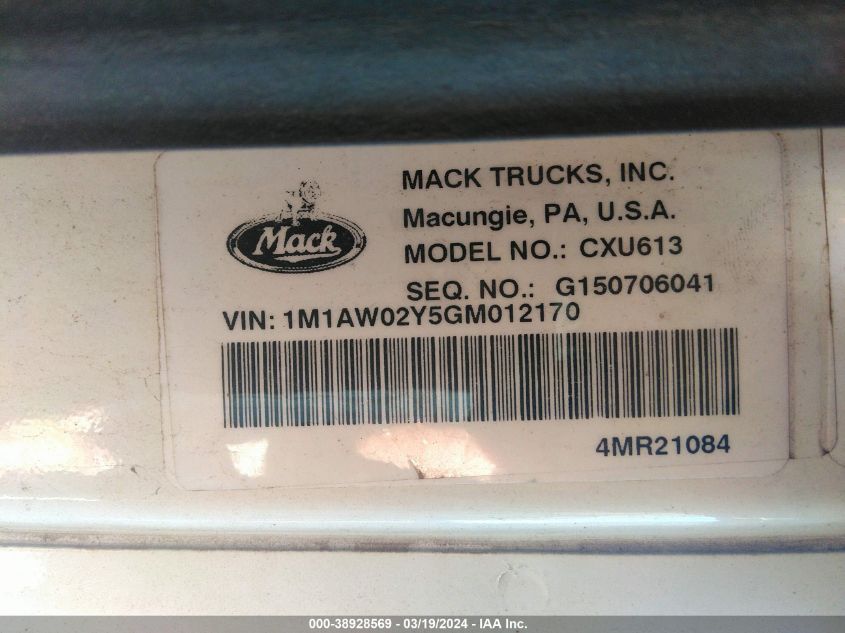 MACK TRUCKS, INC.
Mack
Macungie, PA, U.S.A.
MODEL NO.: CXU613
SEQ. NO.: G150706041
VIN: 1M1AW02Y5GM012170
4MR21084
000-38928569 — 03/19/2024 — IAA Inc.